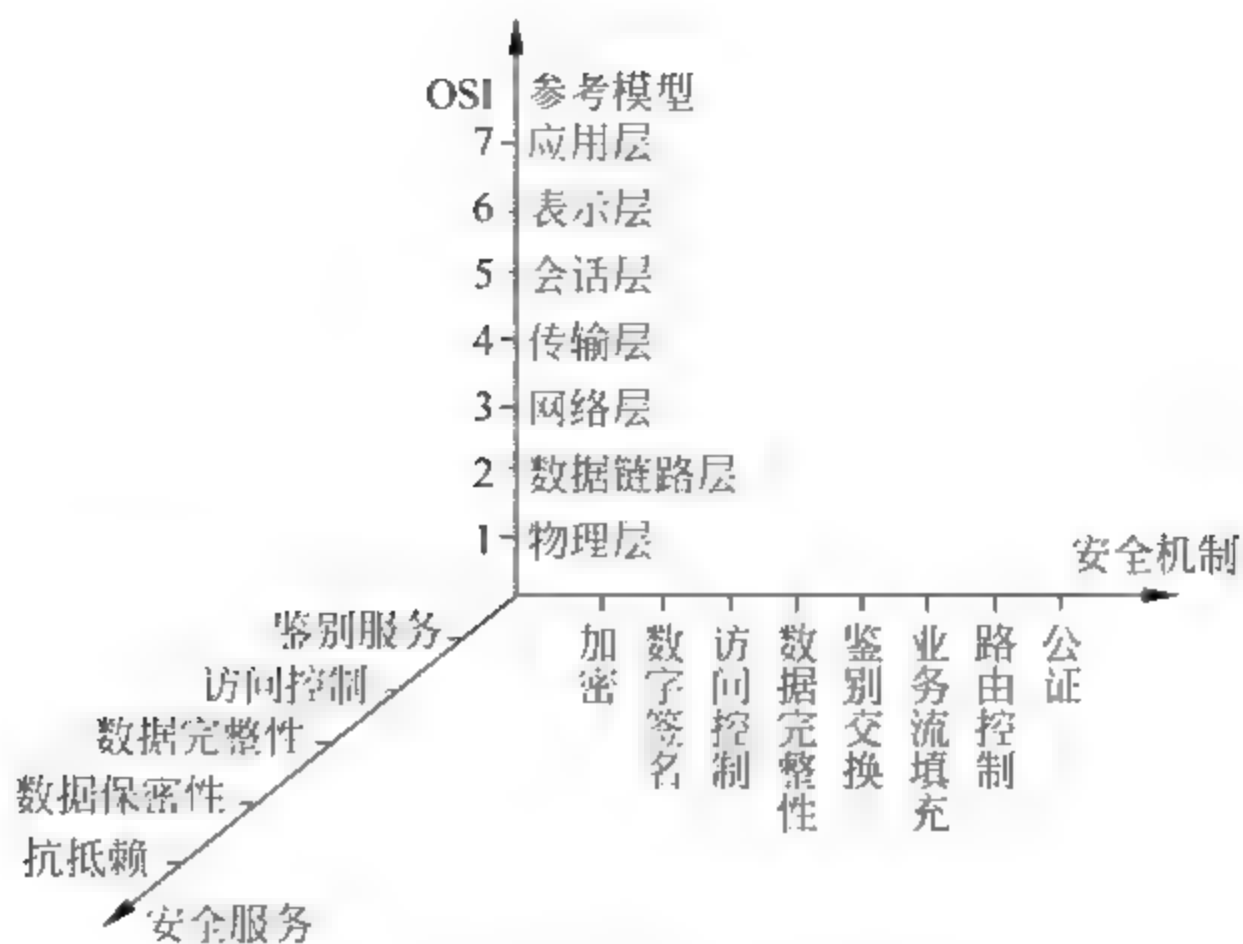 OSI 参考模型
7 应用层
6 表示层
5 会话层
4 传输层
3 网络层
2 数据链路层
1 物理层
安全机制
加密
数字签名
访问控制
数据完整性
鉴别交换
业务流填充
路由控制
公证
鉴别服务
访问控制
数据完整性
数据保密性
抗抵赖
安全服务